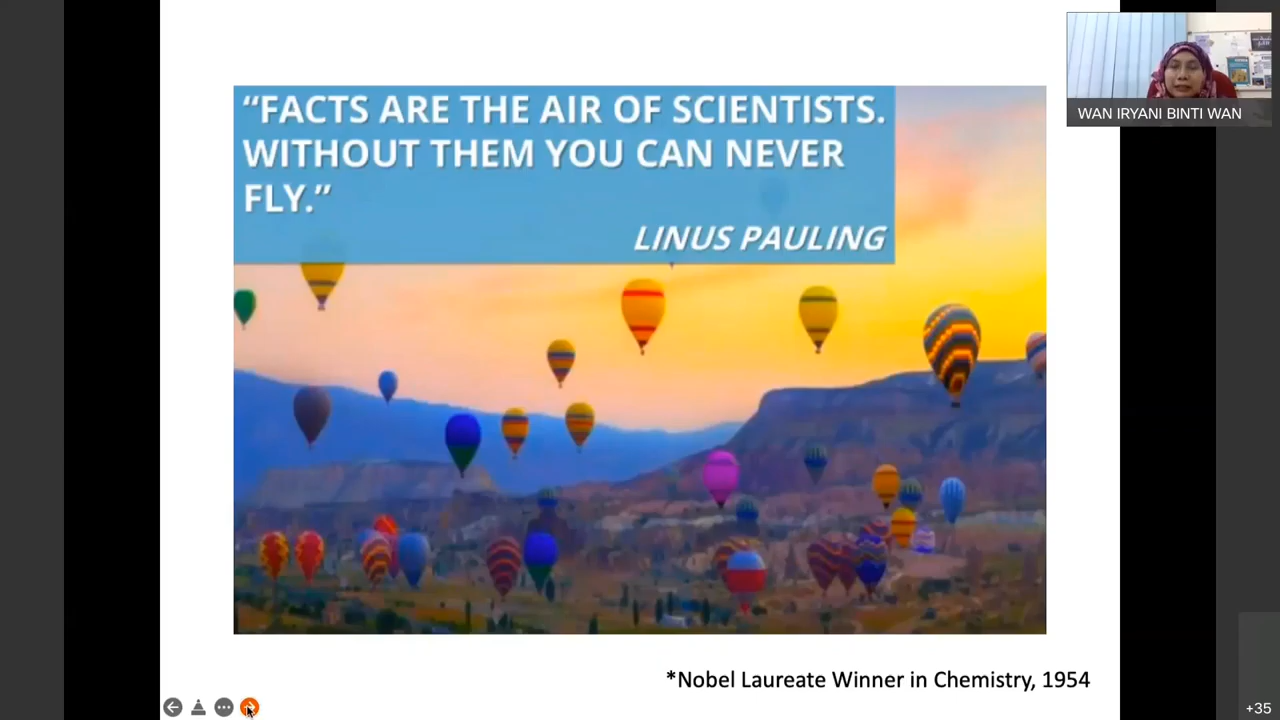 “FACTS ARE THE AIR OF SCIENTISTS.
WITHOUT THEM YOU CAN NEVER
FLY.”
LINUS PAULING
WAN IRYANI BINTI WAN
*Nobel Laureate Winner in Chemistry, 1954
+35